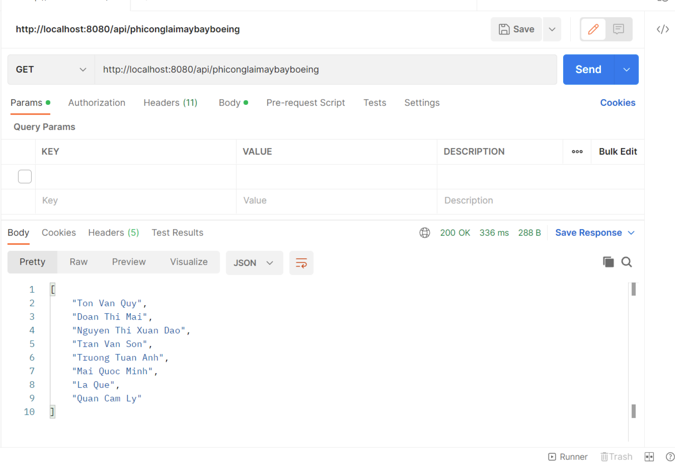 http://localhost:8080/api/phiconglaimaybayboeing
Save
GET
http://localhost:8080/api/phiconglaimaybayboeing
Send
Params
Authorization
Headers (11)
Body
Pre-request Script
Tests
Settings
Cookies
Query Params
KEY
VALUE
DESCRIPTION
Bulk Edit
Key
Value
Description
Body
Cookies
Headers (5)
Test Results
200 OK
336 ms
288 B
Save Response
Pretty
Raw
Preview
Visualize
JSON
1 [
2 "Ton Van Quy",
3 "Doan Thi Mai",
4 "Nguyen Thi Xuan Dao",
5 "Tran Van Son",
6 "Truong Tuan Anh",
7 "Mai Quoc Minh",
8 "La Que",
9 "Quan Cam Ly"
10 ]
Runner
Trash